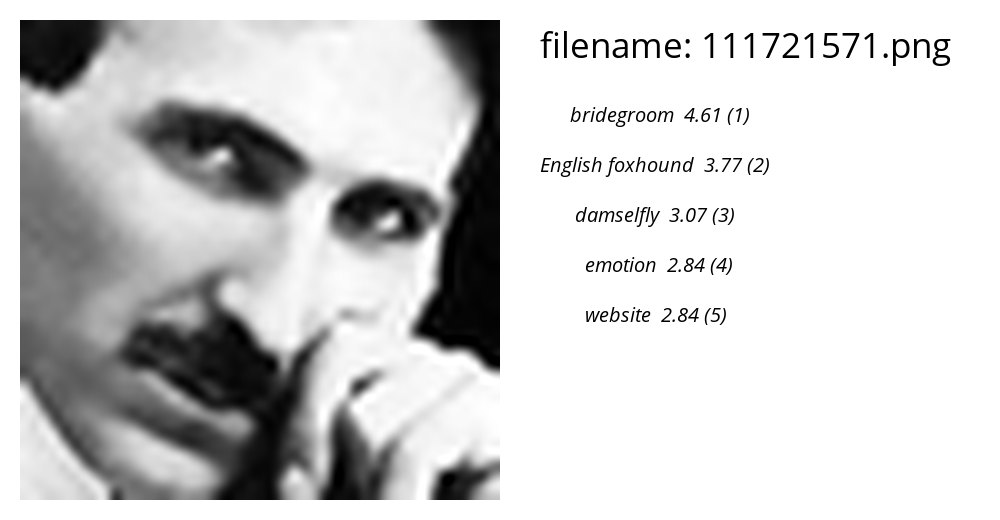 filename: 111721571.png
bridegroom 4.61 (1)
English foxhound 3.77 (2)
damselfly 3.07 (3)
emotion 2.84 (4)
website 2.84 (5)